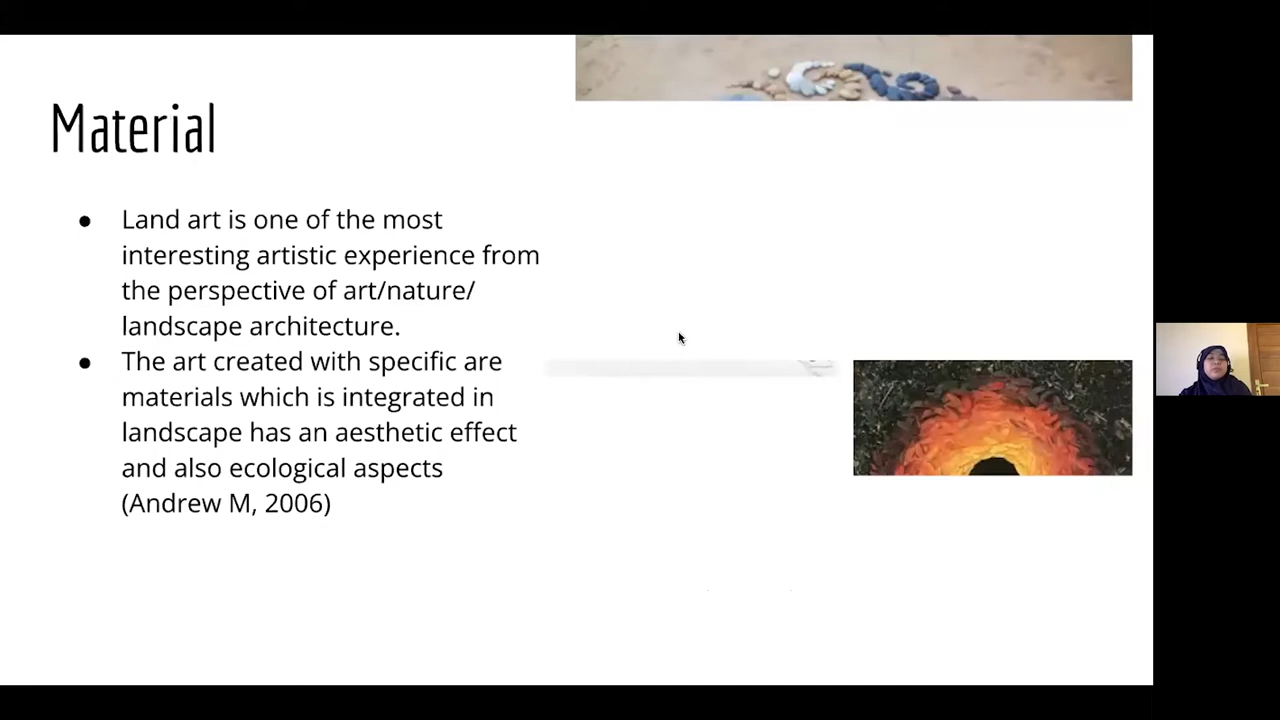 Material
● Land art is one of the most
interesting artistic experience from
the perspective of art/nature/
landscape architecture.
● The art created with specific are
materials which is integrated in
landscape has an aesthetic effect
and also ecological aspects
(Andrew M, 2006)